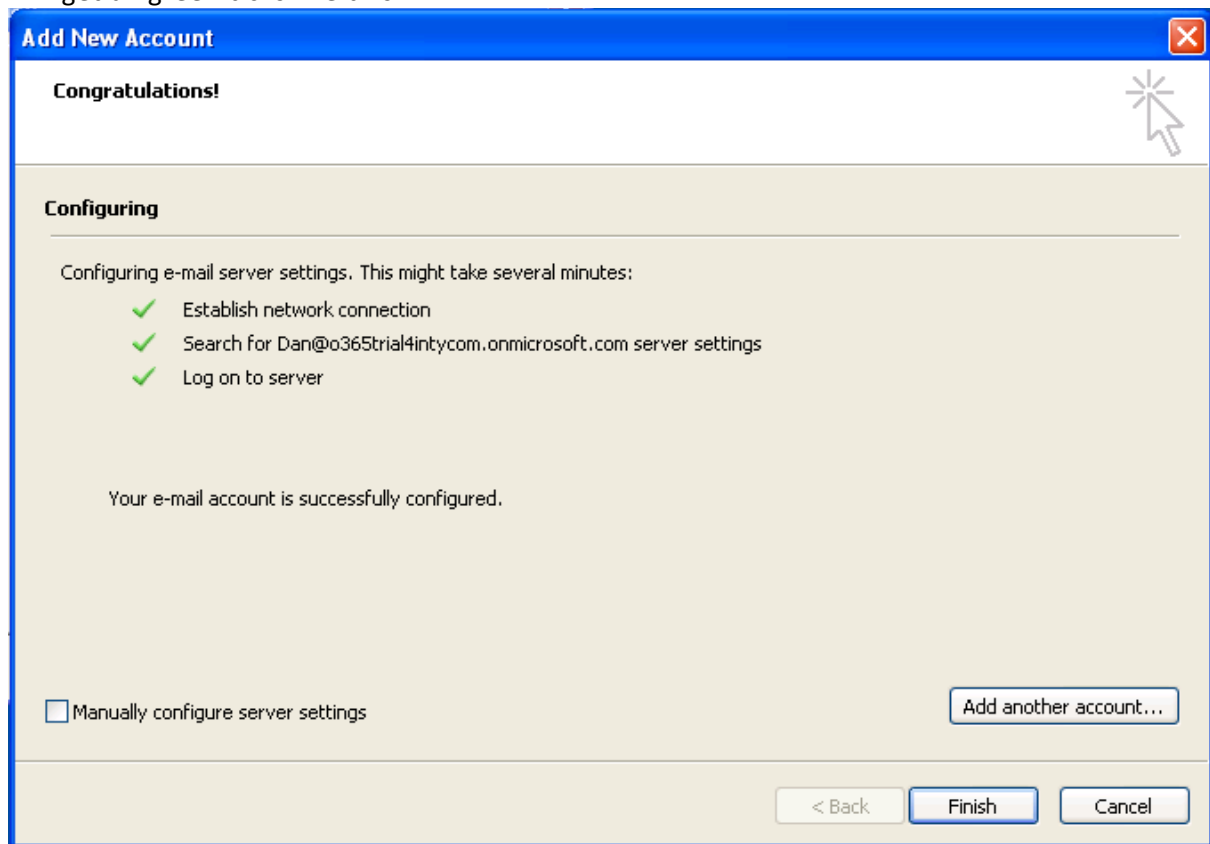 Add New Account
Congratulations!
Configuring
Configuring e-mail server settings. This might take several minutes:
Establish network connection
Search for Dan@o365trial4intycom.onmicrosoft.com server settings
Log on to server
Your e-mail account is successfully configured.
Manually configure server settings
Add another account...
< Back
Finish
Cancel